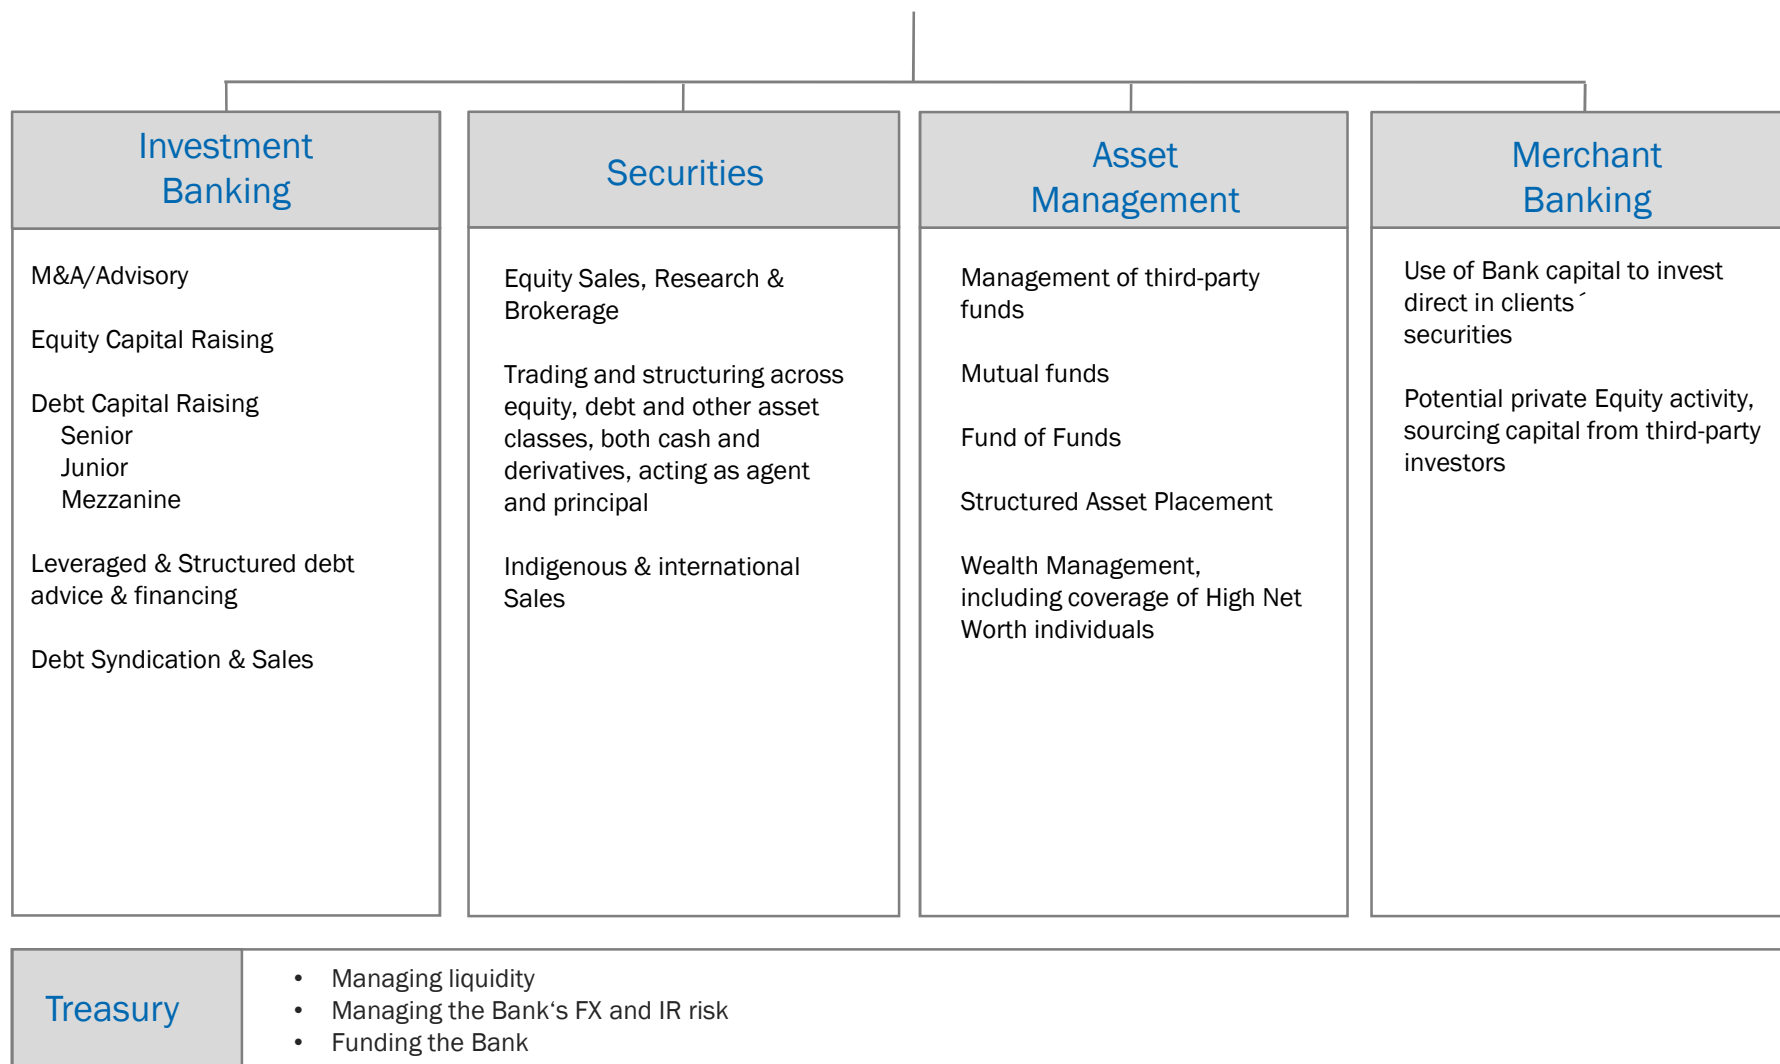 Investment
Banking
M&A/Advisory
Equity Capital Raising
Debt Capital Raising
Senior
Junior
Mezzanine
Leveraged & Structured debt
advice & financing
Debt Syndication & Sales
Securities
Equity Sales, Research &
Brokerage
Trading and structuring across
equity, debt and other asset
classes, both cash and
derivatives, acting as agent
and principal
Indigenous & international
Sales
Asset
Management
Management of third-party
funds
Mutual funds
Fund of Funds
Structured Asset Placement
Wealth Management,
including coverage of High Net
Worth individuals
Merchant
Banking
Use of Bank capital to invest
direct in clients´
securities
Potential private Equity activity,
sourcing capital from third-party
investors
Treasury
• Managing liquidity
• Managing the Bank‘s FX and IR risk
• Funding the Bank